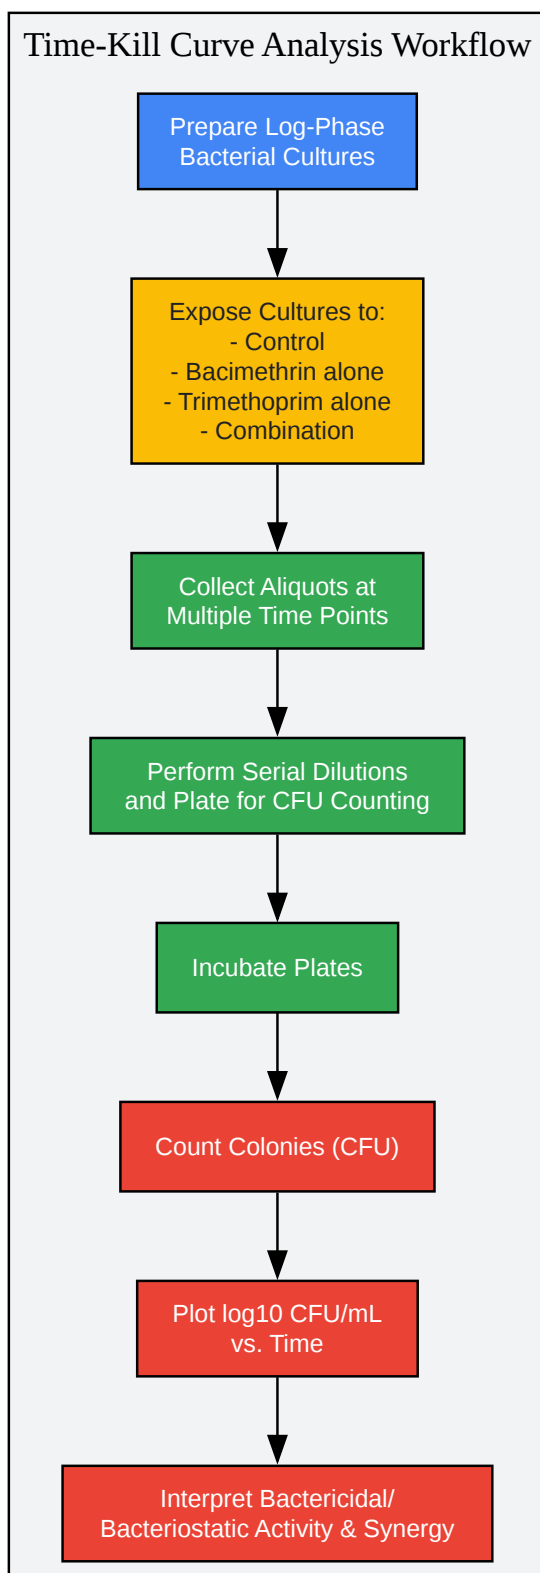 Time-Kill Curve Analysis Workflow
Prepare Log-Phase
Bacterial Cultures
Expose Cultures to:
- Control
- Bacimethrin alone
- Trimethoprim alone
- Combination
Collect Aliquots at
Multiple Time Points
Perform Serial Dilutions
and Plate for CFU Counting
Incubate Plates
Count Colonies (CFU)
Plot log10 CFU/mL
vs. Time
Interpret Bactericidal/
Bacteriostatic Activity & Synergy